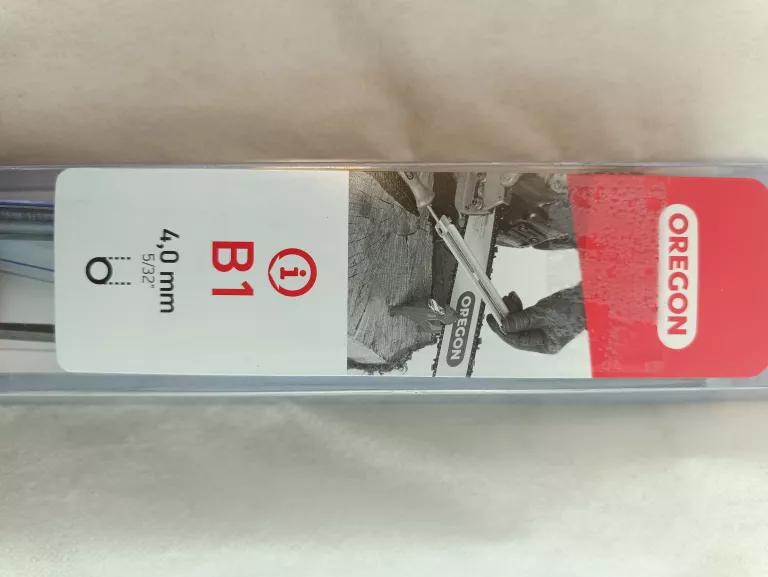 OREGON
OREGON
i
B1
4,0 mm
5/32"